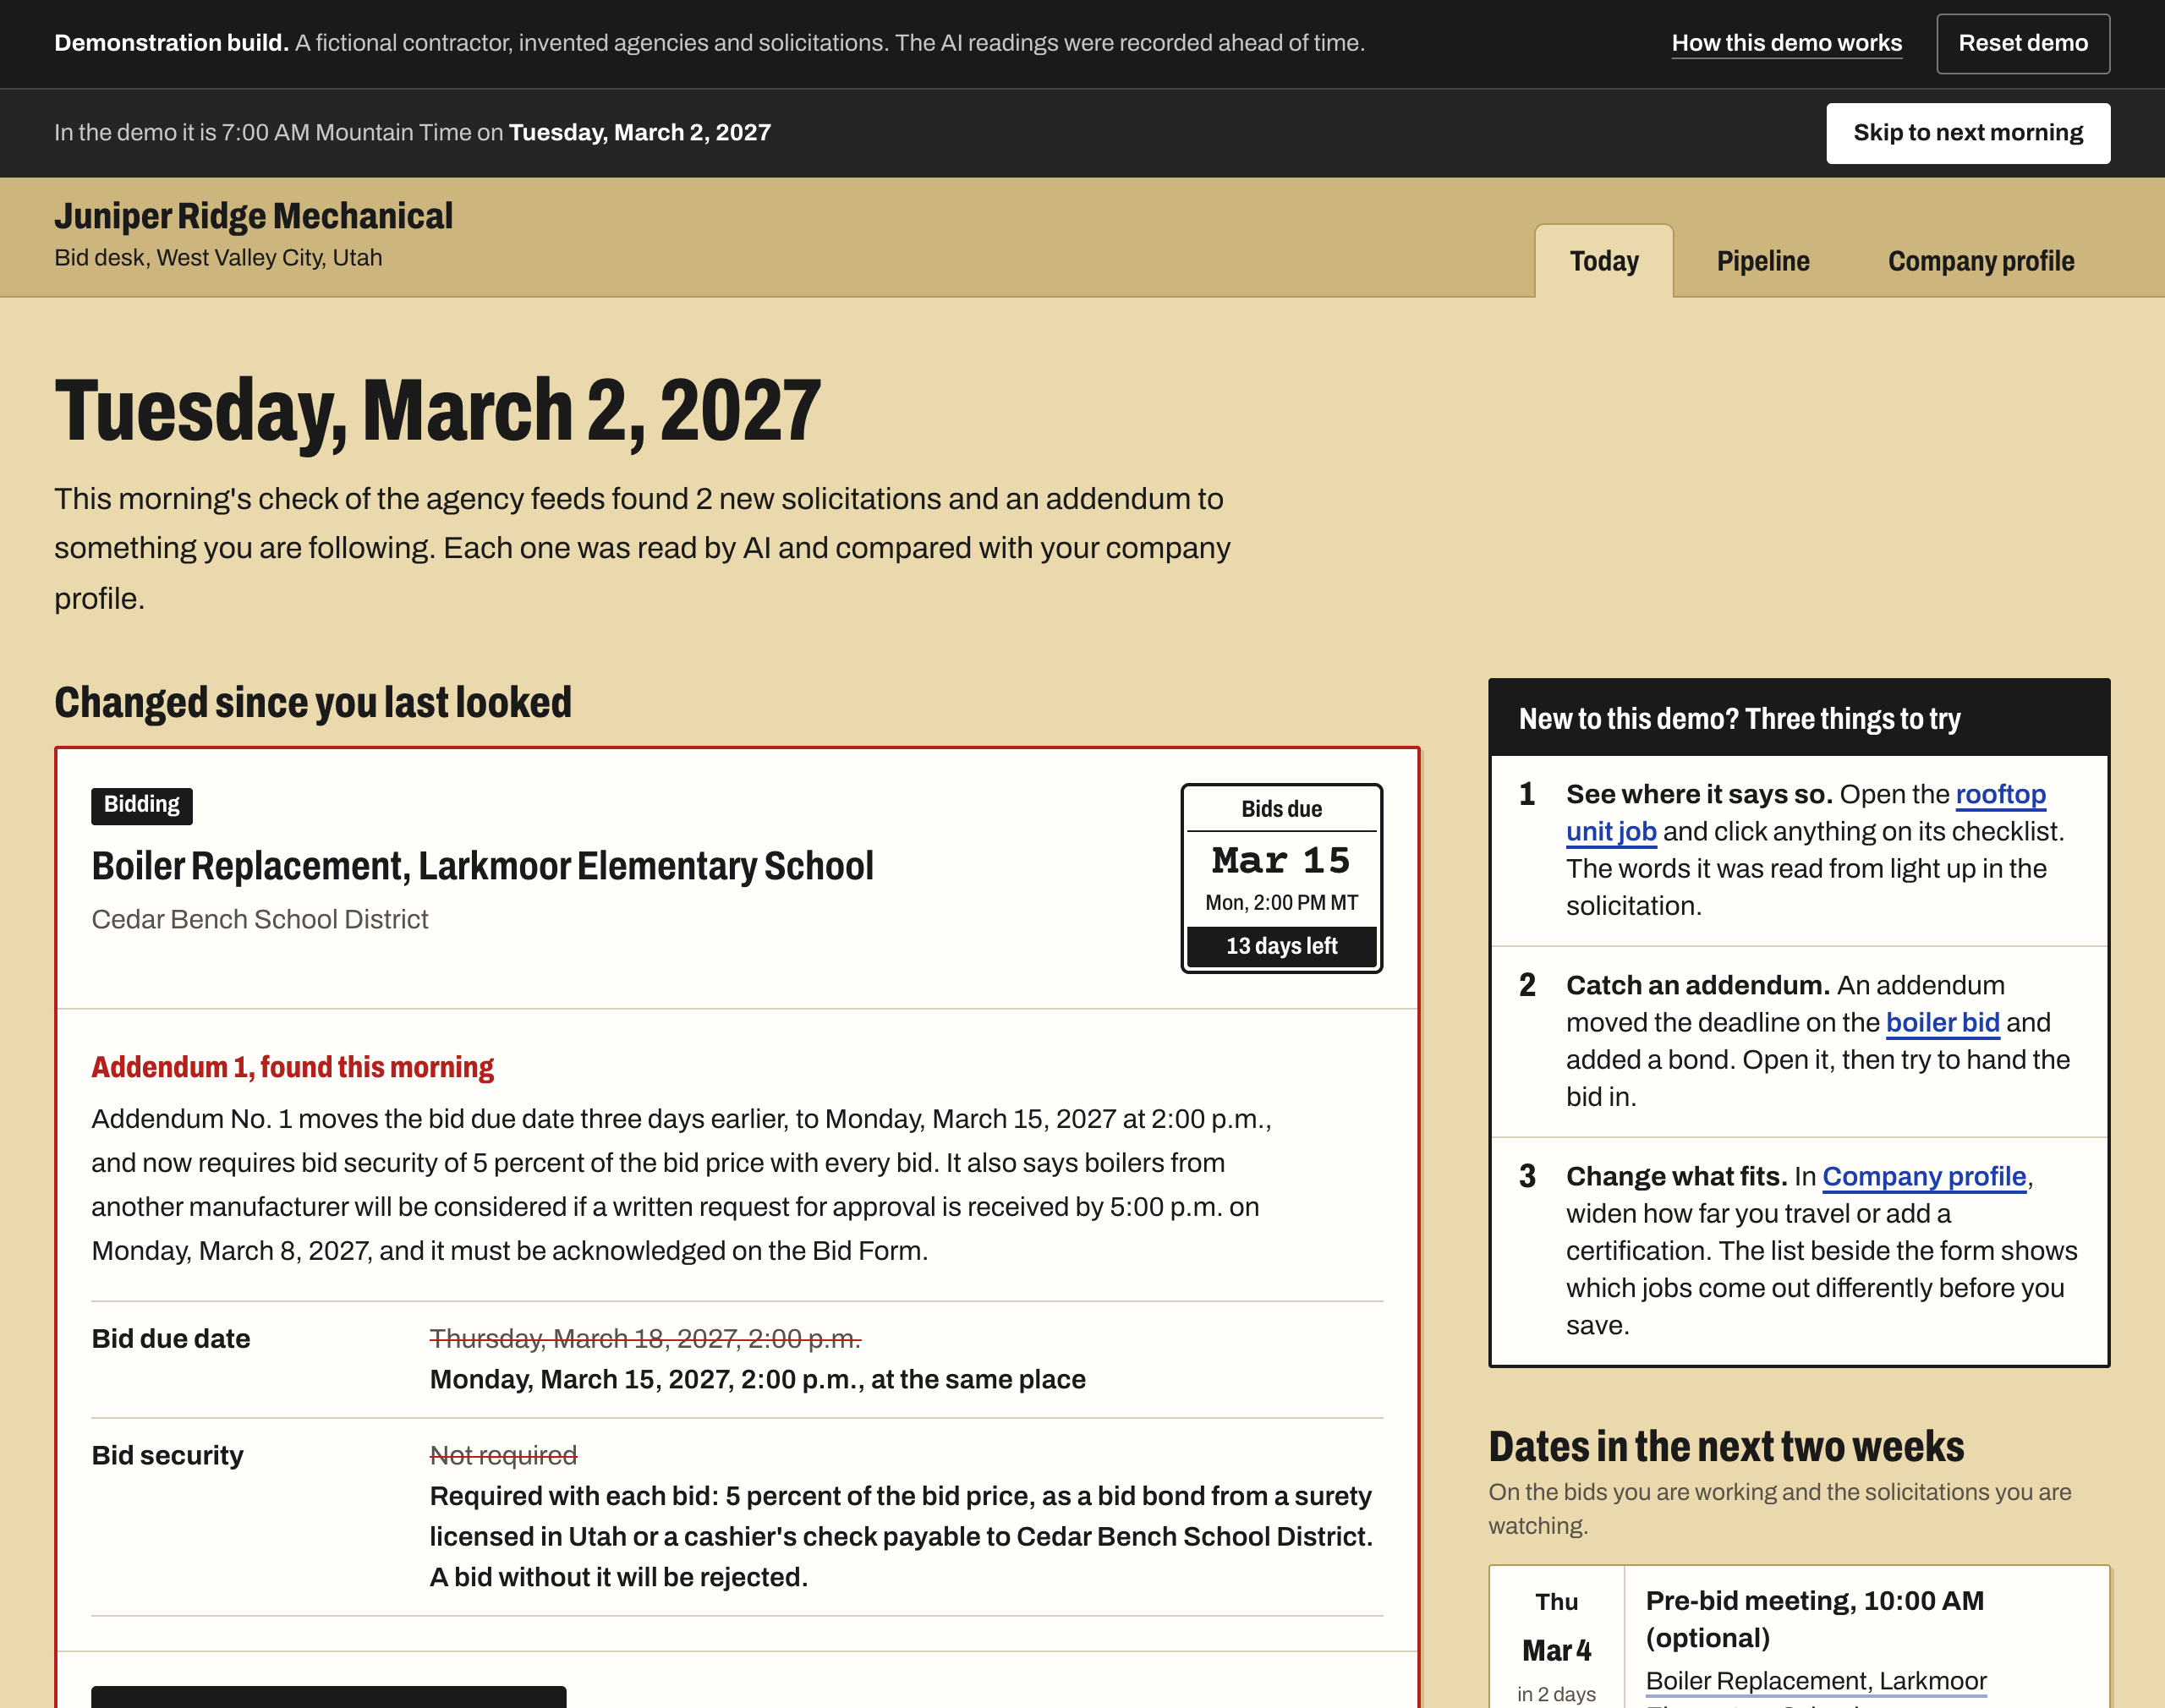 Demonstration build. A fictional contractor, invented agencies and solicitations. The AI readings were recorded ahead of time.
How this demo works
Reset demo
In the demo it is 7:00 AM Mountain Time on Tuesday, March 2, 2027
Skip to next morning
Juniper Ridge Mechanical
Bid desk, West Valley City, Utah
Today
Pipeline
Company profile
Tuesday, March 2, 2027
This morning's check of the agency feeds found 2 new solicitations and an addendum to
something you are following. Each one was read by AI and compared with your company
profile.
Changed since you last looked
Bidding
Boiler Replacement, Larkmoor Elementary School
Cedar Bench School District
Bids due
Mar 15
Mon, 2:00 PM MT
13 days left
Addendum 1, found this morning
Addendum No. 1 moves the bid due date three days earlier, to Monday, March 15, 2027 at 2:00 p.m.,
and now requires bid security of 5 percent of the bid price with every bid. It also says boilers from
another manufacturer will be considered if a written request for approval is received by 5:00 p.m. on
Monday, March 8, 2027, and it must be acknowledged on the Bid Form.
Bid due date
Thursday, March 18, 2027, 2:00 p.m.
Monday, March 15, 2027, 2:00 p.m., at the same place
Bid security
Not required
Required with each bid: 5 percent of the bid price, as a bid bond from a surety
licensed in Utah or a cashier's check payable to Cedar Bench School District.
A bid without it will be rejected.
New to this demo? Three things to try
1
See where it says so. Open the rooftop
unit job and click anything on its checklist.
The words it was read from light up in the
solicitation.
2
Catch an addendum. An addendum
moved the deadline on the boiler bid and
added a bond. Open it, then try to hand the
bid in.
3
Change what fits. In Company profile,
widen how far you travel or add a
certification. The list beside the form shows
which jobs come out differently before you
save.
Dates in the next two weeks
On the bids you are working and the solicitations you are
watching.
Thu
Mar 4
in 2 days
Pre-bid meeting, 10:00 AM
(optional)
Boiler Replacement, Larkmoor